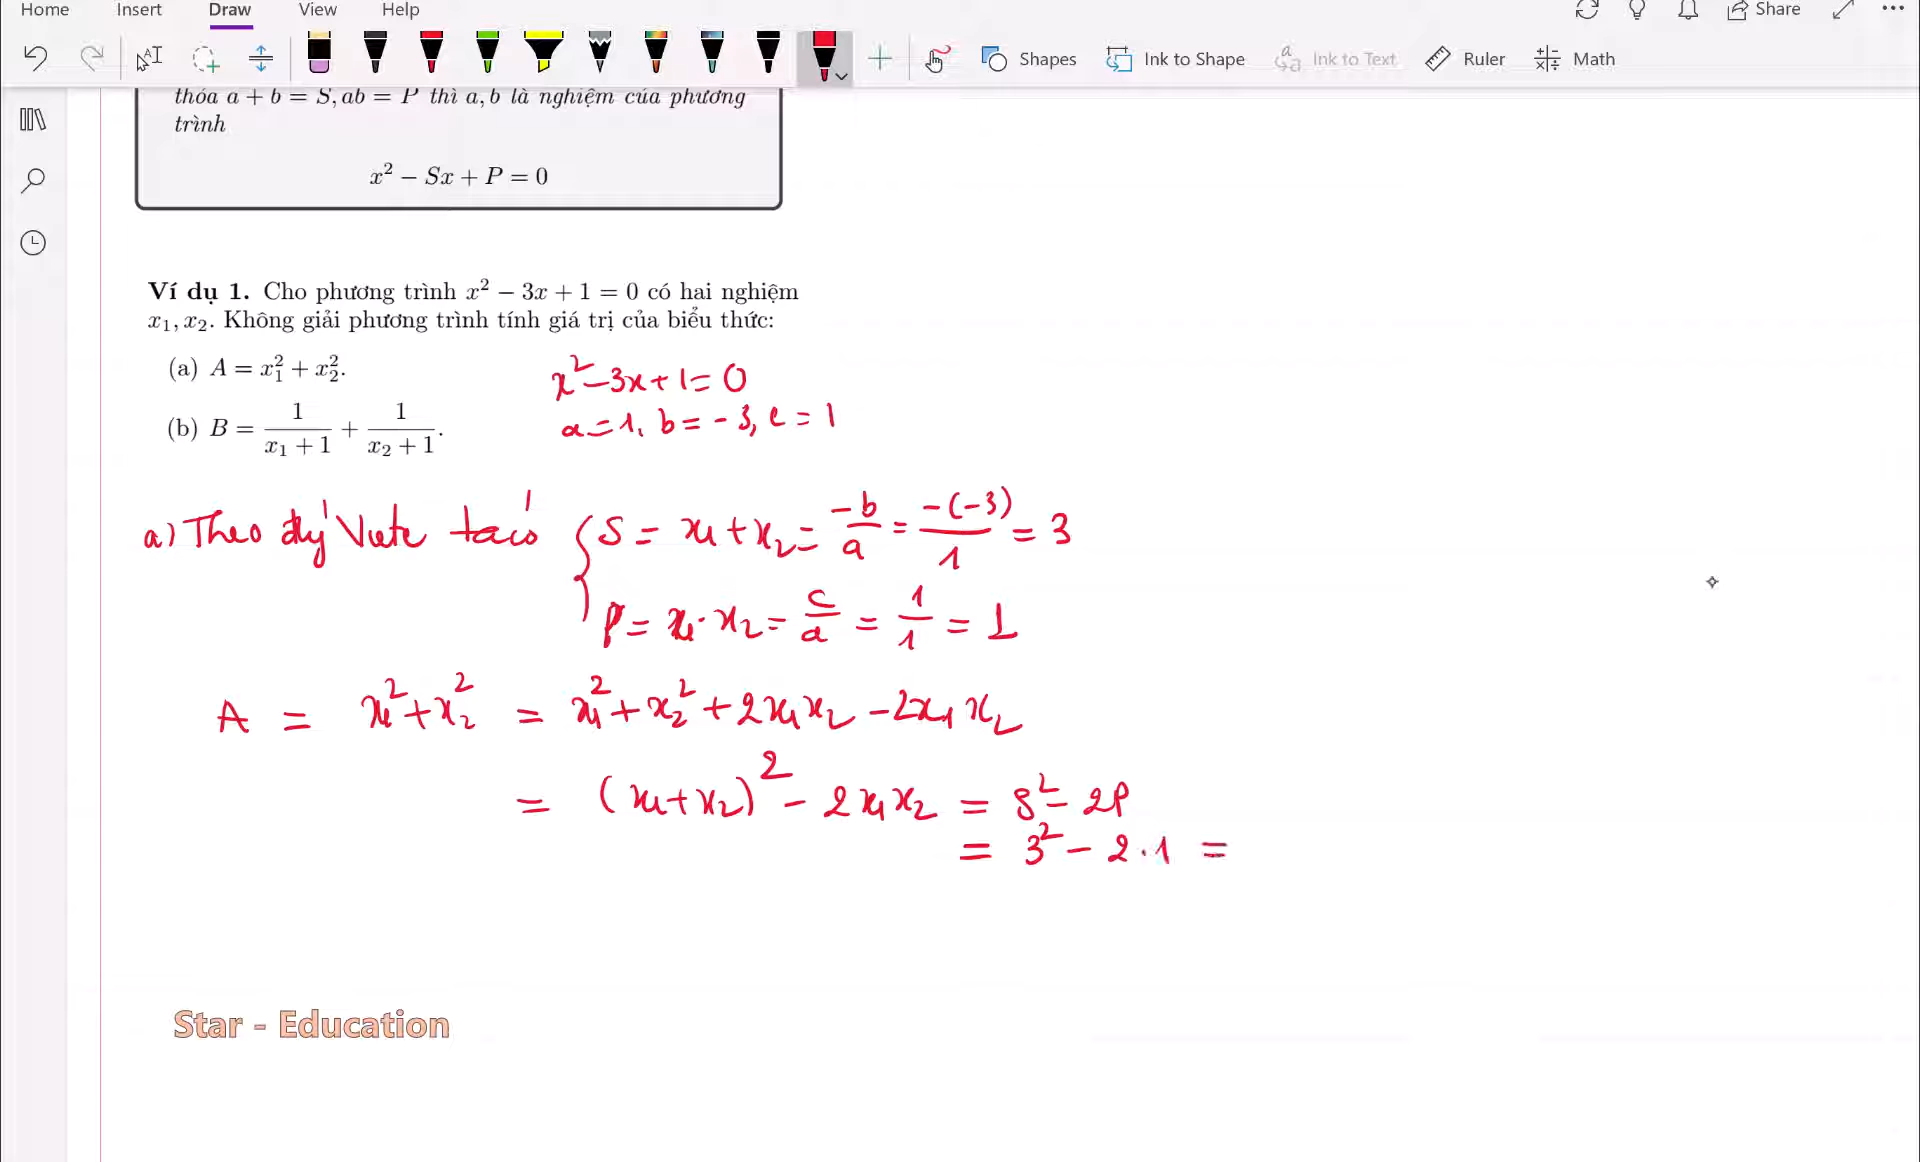 Home Insert Draw View Help Share
Shapes Ink to Shape Ink to Text Ruler Math
thỏa a + b = S, ab = P thì a, b là nghiệm của phương
trình
x² − Sx + P = 0
Ví dụ 1. Cho phương trình x² − 3x + 1 = 0 có hai nghiệm
x₁, x₂. Không giải phương trình tính giá trị của biểu thức:
(a) A = x₁² + x₂².
(b) B = 1/(x₁ + 1) + 1/(x₂ + 1).
x² − 3x + 1 = 0
a = 1, b = −3, c = 1
a) Theo đlý Viete ta có { S = x₁ + x₂ = −b/a = −(−3)/1 = 3
P = x₁ · x₂ = c/a = 1/1 = 1
A = x₁² + x₂² = x₁² + x₂² + 2x₁x₂ − 2x₁x₂
= (x₁ + x₂)² − 2x₁x₂ = S² − 2P
= 3² − 2 · 1 =
Star - Education